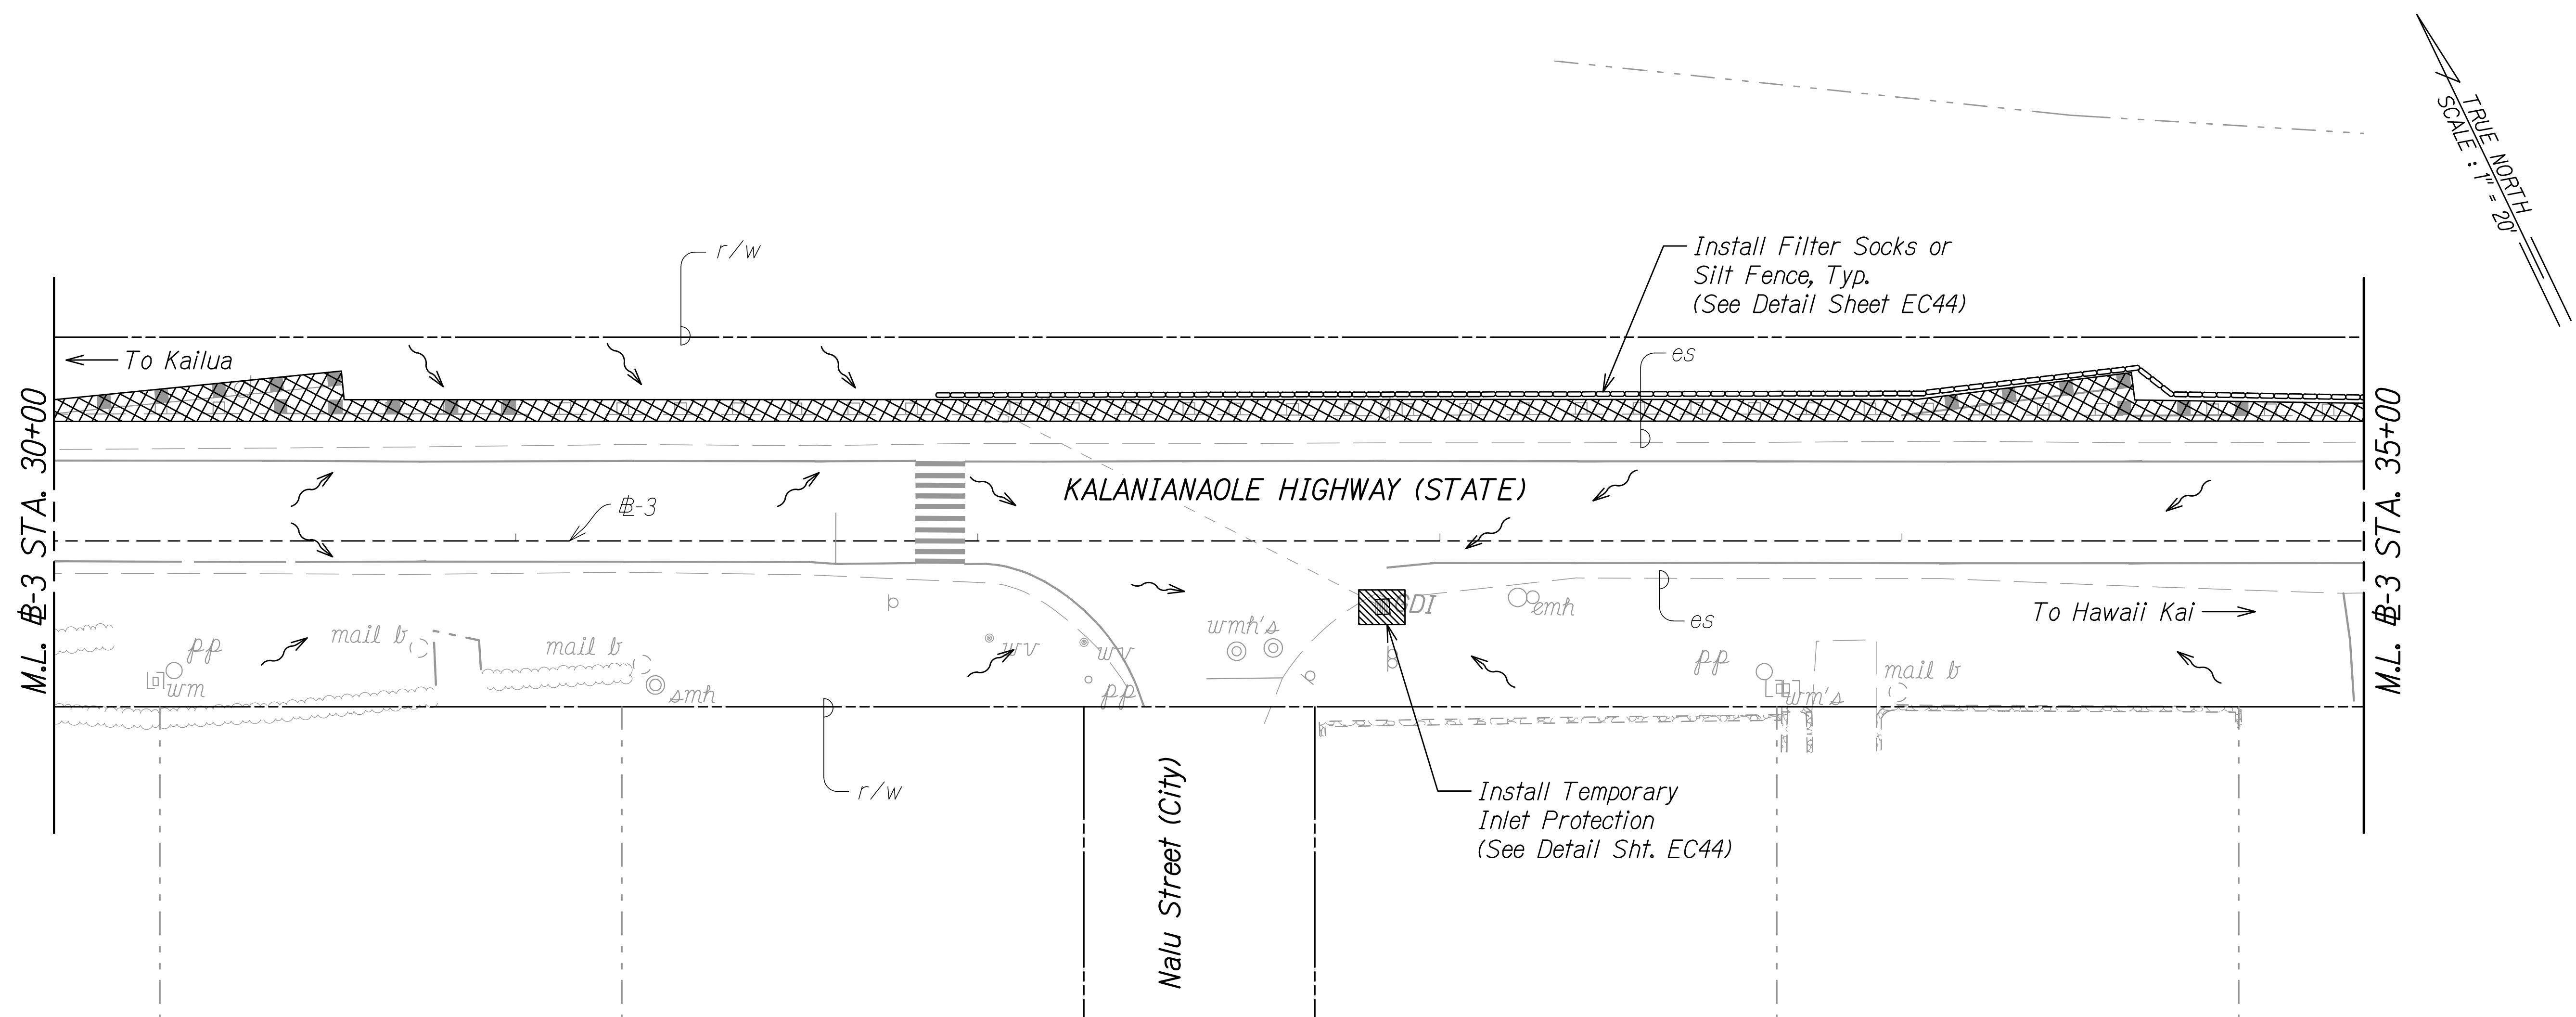 TRUE NORTH
SCALE : 1" = 20'
r/w
Install Filter Socks or
Silt Fence, Typ.
(See Detail Sheet EC44)
To Kailua
es
M.L. ⅊-3 STA. 30+00
M.L. ⅊-3 STA. 35+00
KALANIANAOLE HIGHWAY (STATE)
⅊-3
GDI
emh
To Hawaii Kai
es
wmh's
mail b
mail b
pp
wm
wv
wv
pp
smh
pp
mail b
wm's
r/w
Nalu Street (City)
Install Temporary
Inlet Protection
(See Detail Sht. EC44)